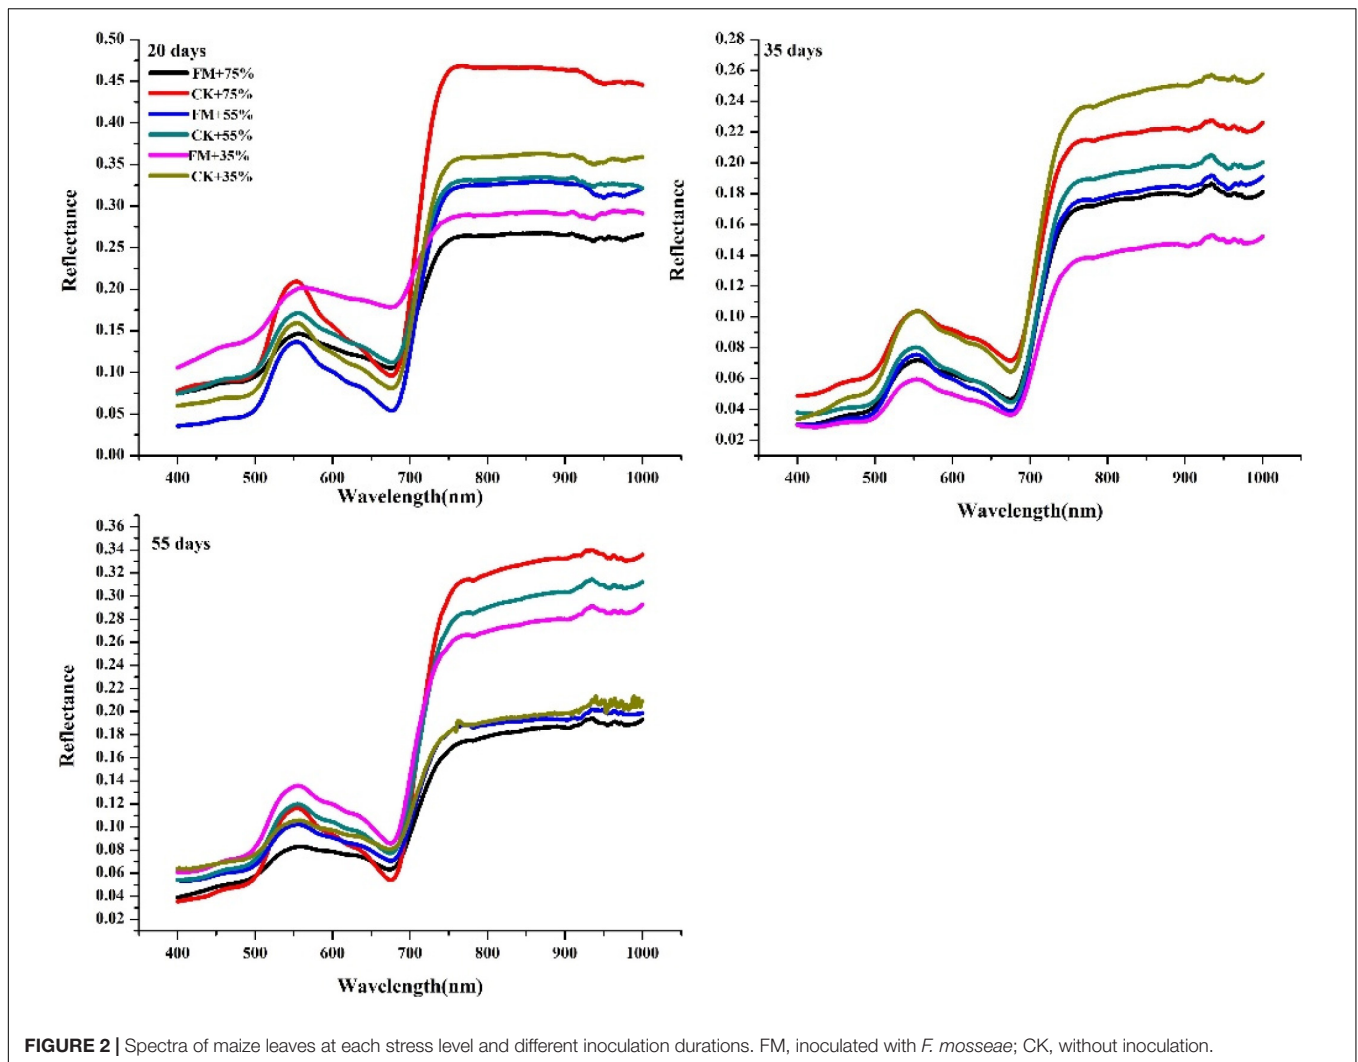 20 days
FM+75%
CK+75%
FM+55%
CK+55%
FM+35%
CK+35%
0.50
0.45
0.40
0.35
0.30
0.25
0.20
0.15
0.10
0.05
0.00
Reflectance
400 500 600 700 800 900 1000
Wavelength(nm)
35 days
0.28
0.26
0.24
0.22
0.20
0.18
0.16
0.14
0.12
0.10
0.08
0.06
0.04
0.02
Reflectance
400 500 600 700 800 900 1000
Wavelength(nm)
55 days
0.36
0.34
0.32
0.30
0.28
0.26
0.24
0.22
0.20
0.18
0.16
0.14
0.12
0.10
0.08
0.06
0.04
0.02
Reflectance
400 500 600 700 800 900 1000
Wavelength(nm)
FIGURE 2 | Spectra of maize leaves at each stress level and different inoculation durations. FM, inoculated with F. mosseae; CK, without inoculation.